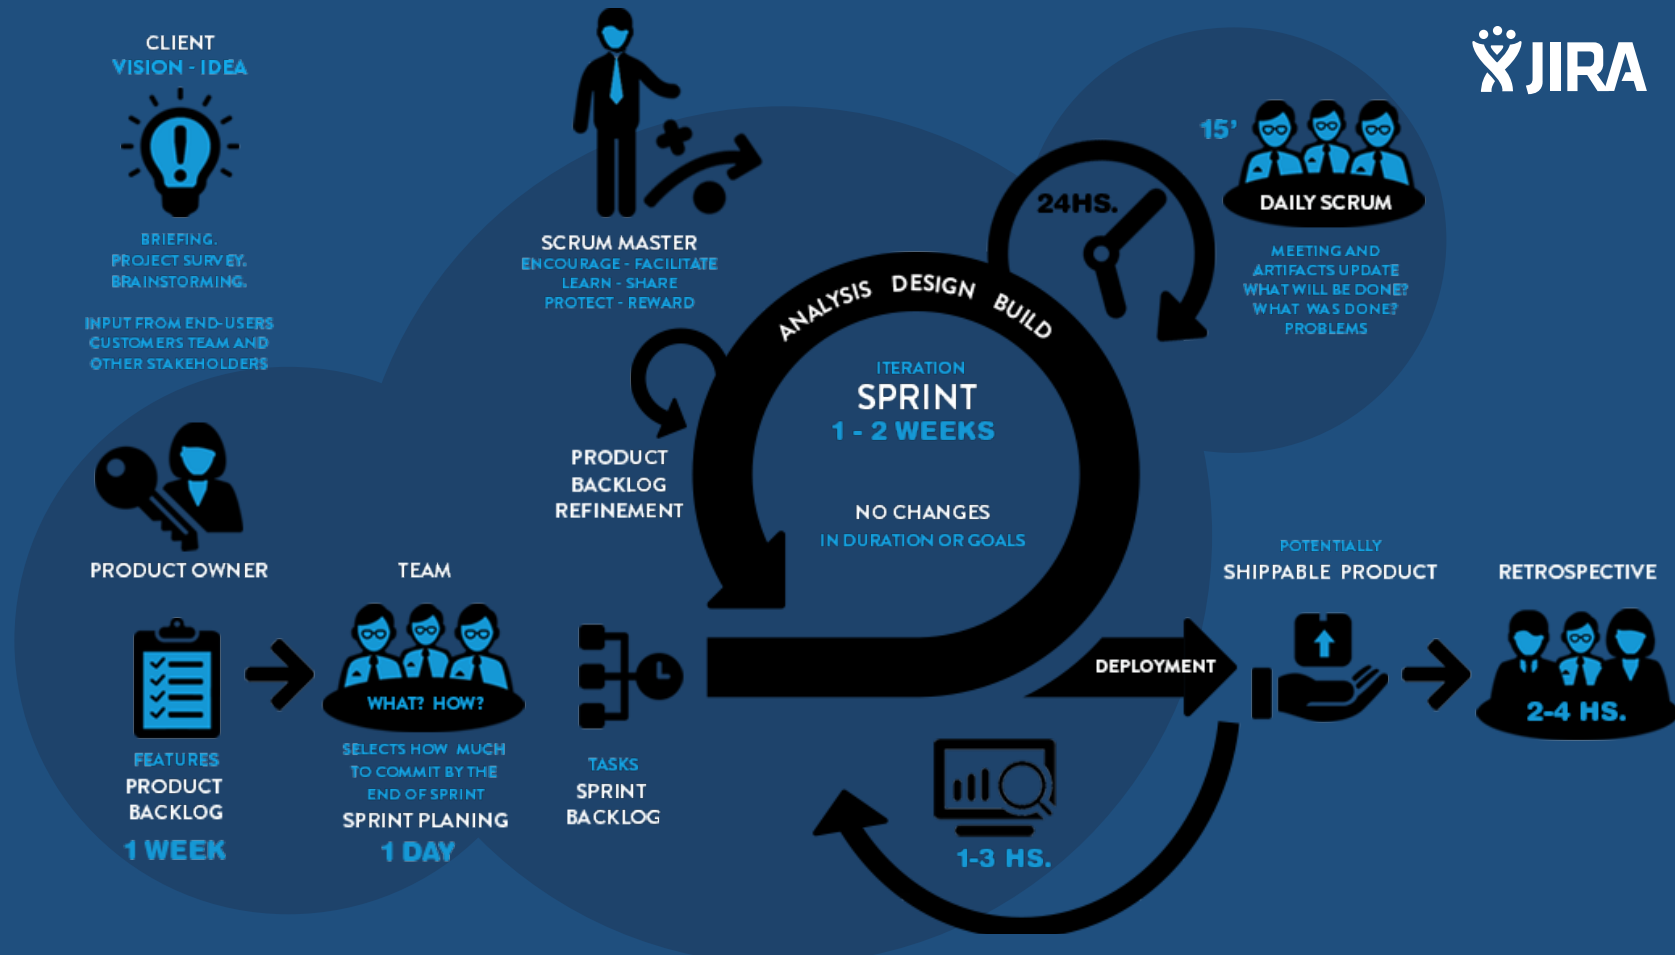 CLIENT
VISION - IDEA
BRIEFING.
PROJECT SURVEY.
BRAINSTORMING.
INPUT FROM END-USERS
CUSTOMERS TEAM AND
OTHER STAKEHOLDERS
SCRUM MASTER
ENCOURAGE - FACILITATE
LEARN - SHARE
PROTECT - REWARD
JIRA
15’
DAILY SCRUM
24HS.
MEETING AND
ARTIFACTS UPDATE
WHAT WILL BE DONE?
WHAT WAS DONE?
PROBLEMS
ANALYSIS DESIGN BUILD
ITERATION
SPRINT
1 - 2 WEEKS
NO CHANGES
IN DURATION OR GOALS
PRODUCT
BACKLOG
REFINEMENT
PRODUCT OWNER
FEATURES
PRODUCT
BACKLOG
1 WEEK
TEAM
WHAT? HOW?
SELECTS HOW MUCH
TO COMMIT BY THE
END OF SPRINT
SPRINT PLANING
1 DAY
TASKS
SPRINT
BACKLOG
DEPLOYMENT
1-3 HS.
POTENTIALLY
SHIPPABLE PRODUCT
RETROSPECTIVE
2-4 HS.